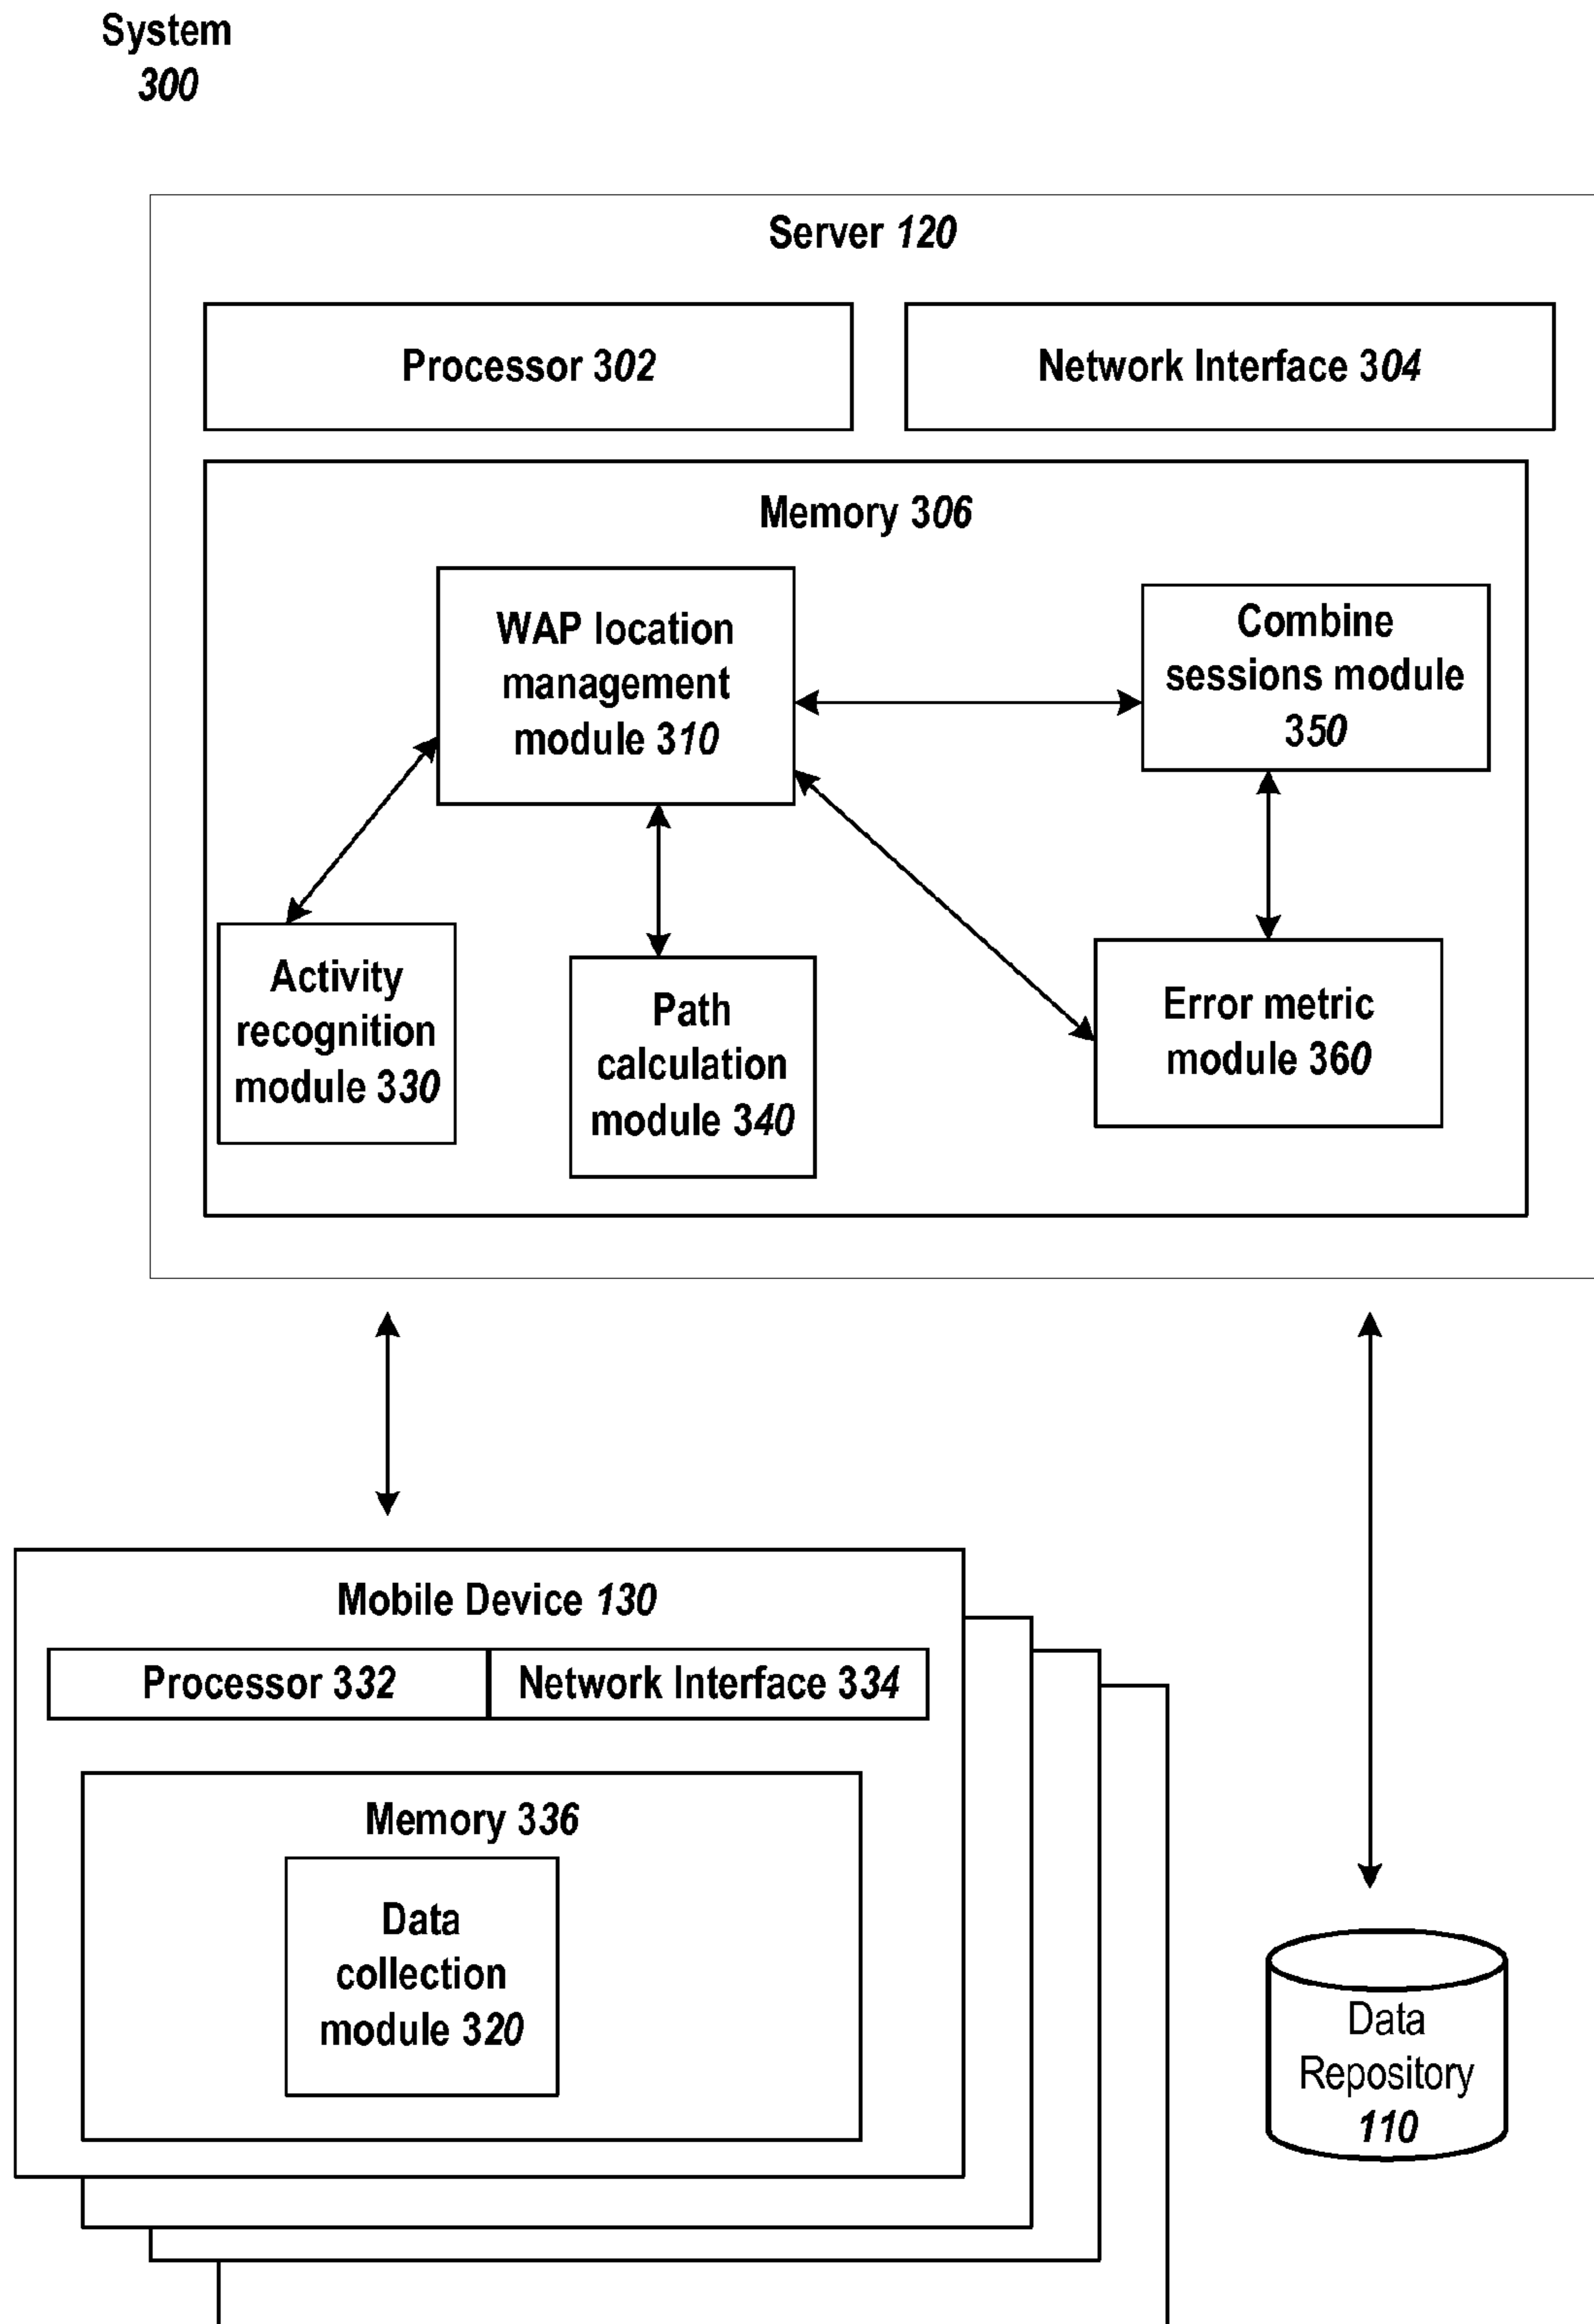 System
300
Server 120
Processor 302
Network Interface 304
Memory 306
WAP location
management
module 310
Combine
sessions module
350
Activity
recognition
module 330
Path
calculation
module 340
Error metric
module 360
Mobile Device 130
Processor 332
Network Interface 334
Memory 336
Data
collection
module 320
Data
Repository
110